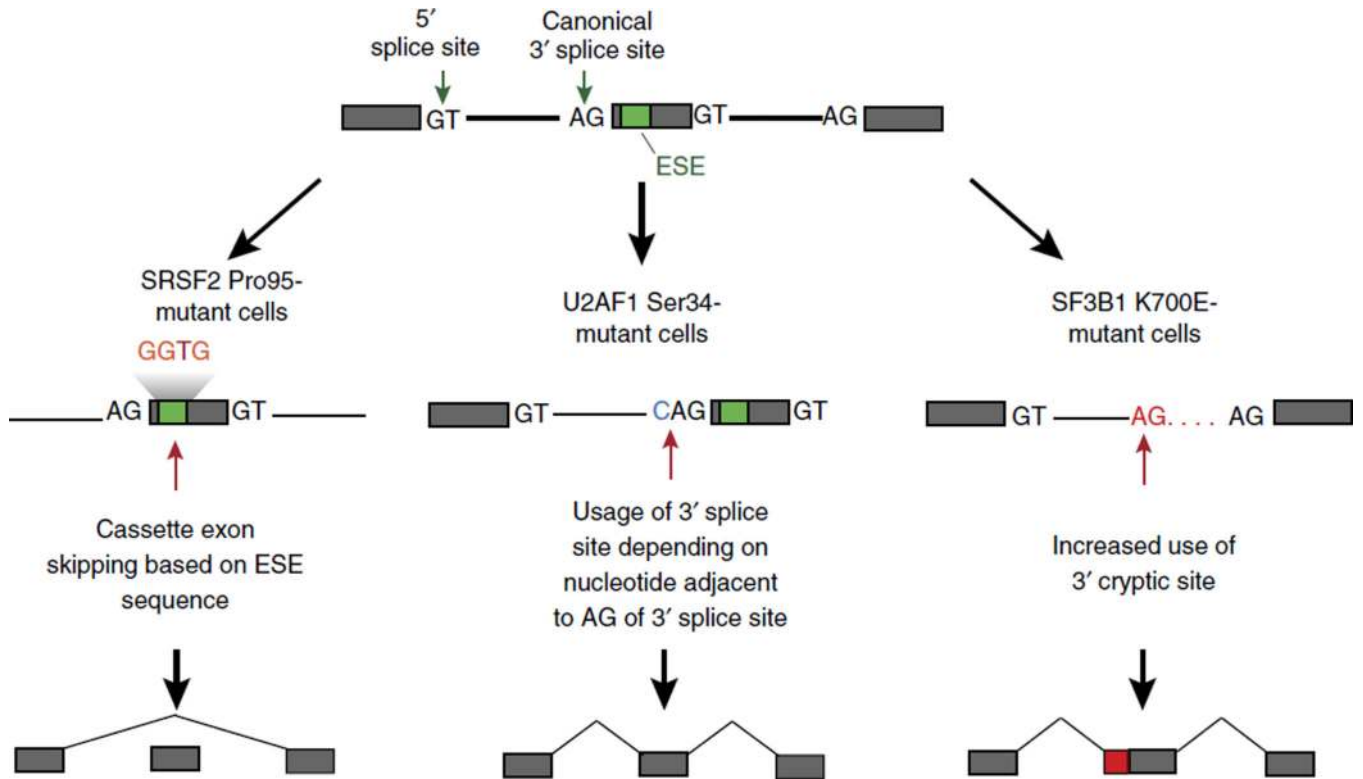 5′
splice site
Canonical
3′ splice site
GT
AG
GT
AG
ESE
SRSF2 Pro95-
mutant cells
GGTG
AG
GT
Cassette exon
skipping based on ESE
sequence
U2AF1 Ser34-
mutant cells
GT
CAG
GT
Usage of 3′ splice
site depending on
nucleotide adjacent
to AG of 3′ splice site
SF3B1 K700E-
mutant cells
GT
AG....
AG
Increased use of
3′ cryptic site